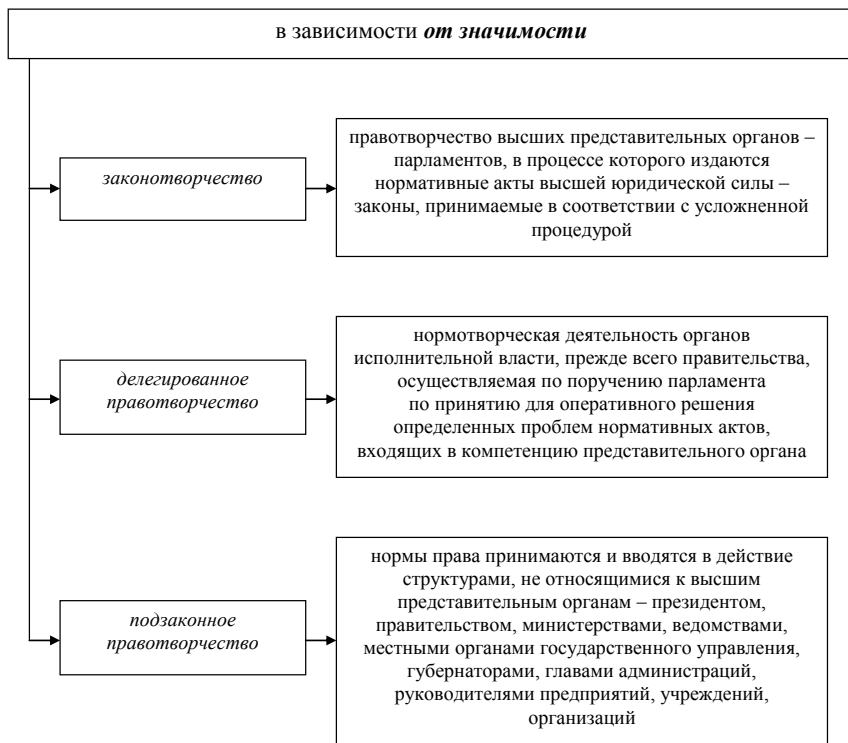 в зависимости от значимости
законотворчество
правотворчество высших представительных органов –
парламентов, в процессе которого издаются
нормативные акты высшей юридической силы –
законы, принимаемые в соответствии с усложненной
процедурой
делегированное
правотворчество
нормотворческая деятельность органов
исполнительной власти, прежде всего правительства,
осуществляемая по поручению парламента
по принятию для оперативного решения
определенных проблем нормативных актов,
входящих в компетенцию представительного органа
подзаконное
правотворчество
нормы права принимаются и вводятся в действие
структурами, не относящимися к высшим
представительным органам – президентом,
правительством, министерствами, ведомствами,
местными органами государственного управления,
губернаторами, главами администраций,
руководителями предприятий, учреждений,
организаций